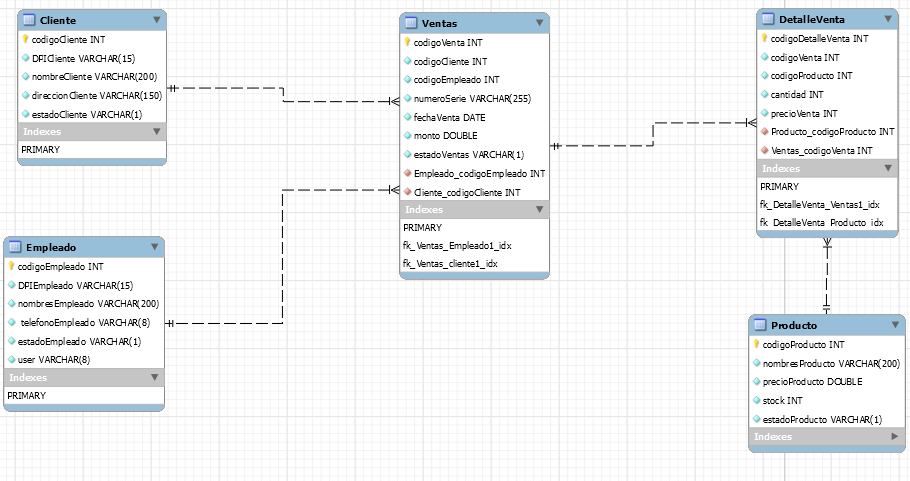 Cliente
codigoCliente INT
DPICliente VARCHAR(15)
nombreCliente VARCHAR(200)
direccionCliente VARCHAR(150)
estadoCliente VARCHAR(1)
Indexes
PRIMARY
Empleado
codigoEmpleado INT
DPIEmpleado VARCHAR(15)
nombresEmpleado VARCHAR(200)
telefonoEmpleado VARCHAR(8)
estadoEmpleado VARCHAR(1)
user VARCHAR(8)
Indexes
PRIMARY
Ventas
codigoVenta INT
codigoCliente INT
codigoEmpleado INT
numeroSerie VARCHAR(255)
fechaVenta DATE
monto DOUBLE
estadoVentas VARCHAR(1)
Empleado_codigoEmpleado INT
Cliente_codigoCliente INT
Indexes
PRIMARY
fk_Ventas_Empleado1_idx
fk_Ventas_cliente1_idx
DetalleVenta
codigoDetalleVenta INT
codigoVenta INT
codigoProducto INT
cantidad INT
precioVenta INT
Producto_codigoProducto INT
Ventas_codigoVenta INT
Indexes
PRIMARY
fk_DetalleVenta_Ventas1_idx
fk_DetalleVenta_Producto_idx
Producto
codigoProducto INT
nombresProducto VARCHAR(200)
precioProducto DOUBLE
stock INT
estadoProducto VARCHAR(1)
Indexes